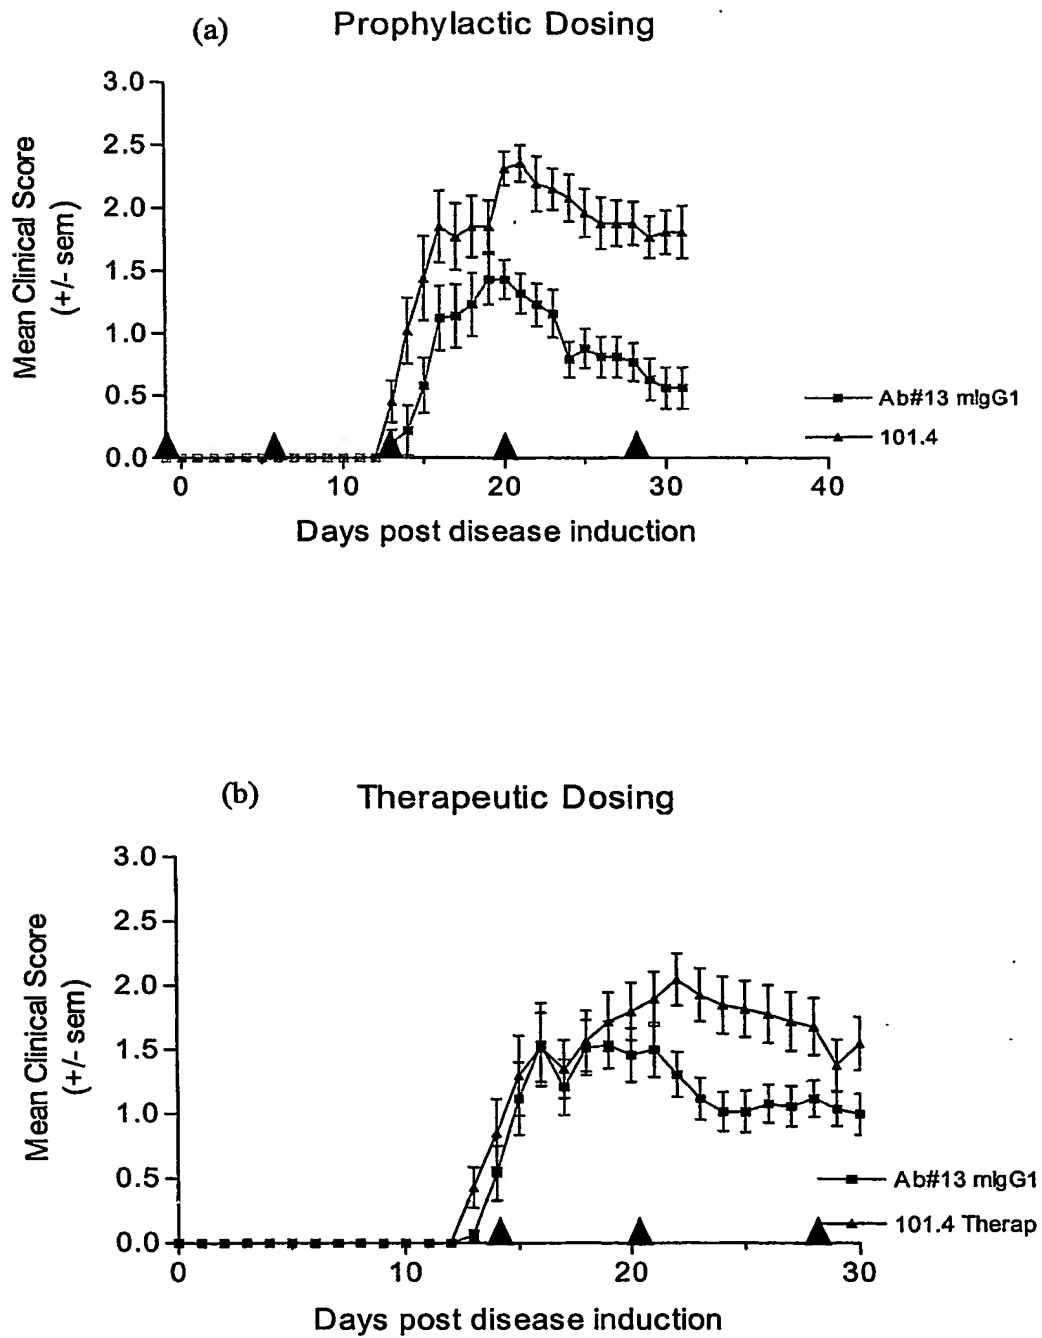 (a) Prophylactic Dosing
3.0
2.5
2.0
1.5
1.0
0.5
0.0
Mean Clinical Score
(+/- sem)
0 10 20 30 40
Days post disease induction
Ab#13 mIgG1
101.4
(b) Therapeutic Dosing
3.0
2.5
2.0
1.5
1.0
0.5
0.0
Mean Clinical Score
(+/- sem)
0 10 20 30
Days post disease induction
Ab#13 mIgG1
101.4 Therap